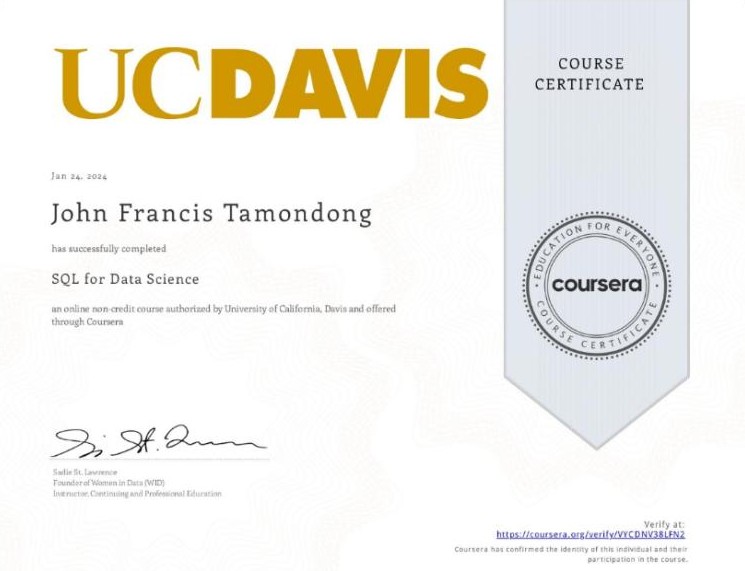 UCDAVIS
COURSE
CERTIFICATE
Jan 24, 2024
John Francis Tamondong
has successfully completed
SQL for Data Science
an online non-credit course authorized by University of California, Davis and offered
through Coursera
EDUCATION FOR EVERYONE
coursera
COURSE CERTIFICATE
Sadie St. Lawrence
Founder of Women in Data (WID)
Instructor, Continuing and Professional Education
Verify at:
https://coursera.org/verify/VYCDNV38LFN2
Coursera has confirmed the identity of this individual and their
participation in the course.